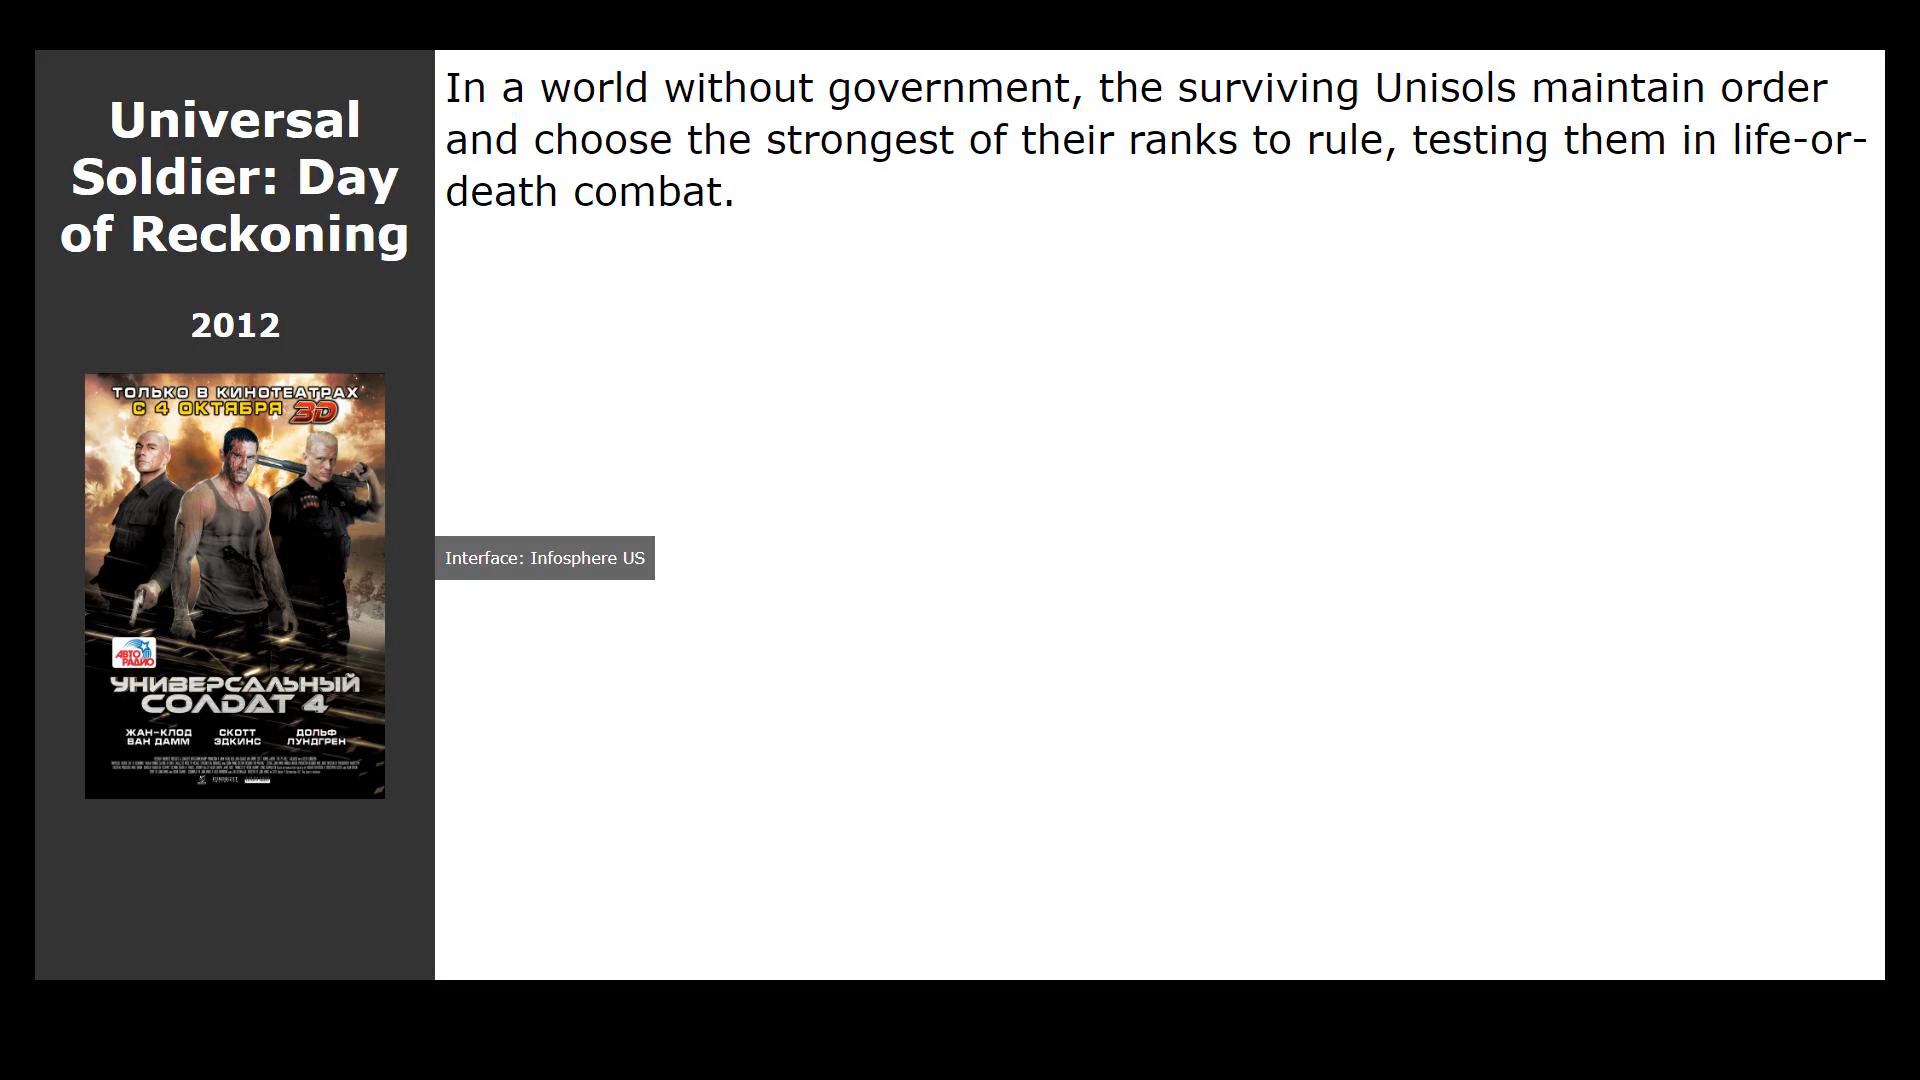 Universal
Soldier: Day
of Reckoning
2012
ТОЛЬКО В КИНОТЕАТРАХ
С 4 ОКТЯБРЯ 3D
АВТО
РАДИО
УНИВЕРСАЛЬНЫЙ
СОЛДАТ 4
ЖАН-КЛОД
ВАН ДАММ
СКОТТ
ЭДКИНС
ДОЛЬФ
ЛУНДГРЕН
In a world without government, the surviving Unisols maintain order
and choose the strongest of their ranks to rule, testing them in life-or-
death combat.
Interface: Infosphere US